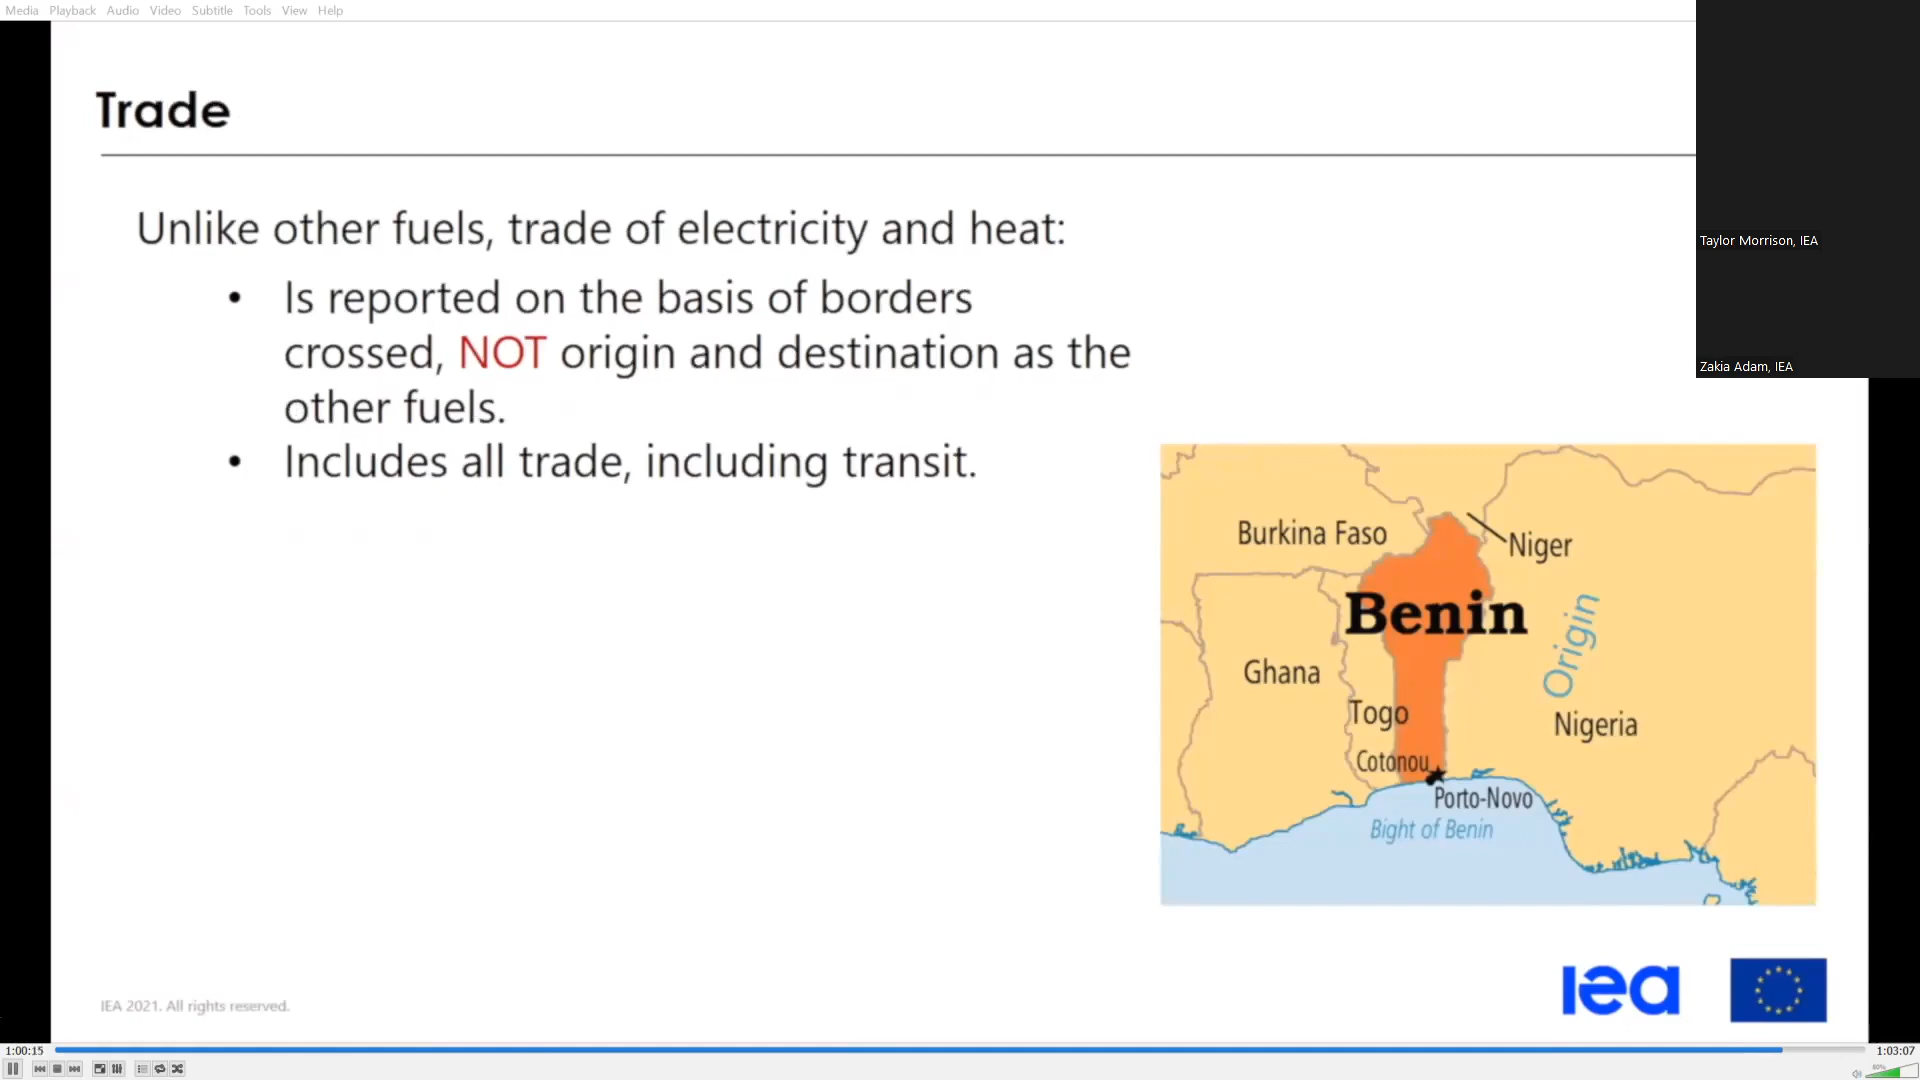 Media Playback Audio Video Subtitle Tools View Help
Trade
Taylor Morrison, IEA
Zakia Adam, IEA
Unlike other fuels, trade of electricity and heat:
• Is reported on the basis of borders
crossed, NOT origin and destination as the
other fuels.
• Includes all trade, including transit.
Burkina Faso
Niger
Benin
Origin
Ghana
Togo
Nigeria
Cotonou
Porto-Novo
Bight of Benin
IEA 2021. All rights reserved.
iea
1:00:15
1:03:07
80%